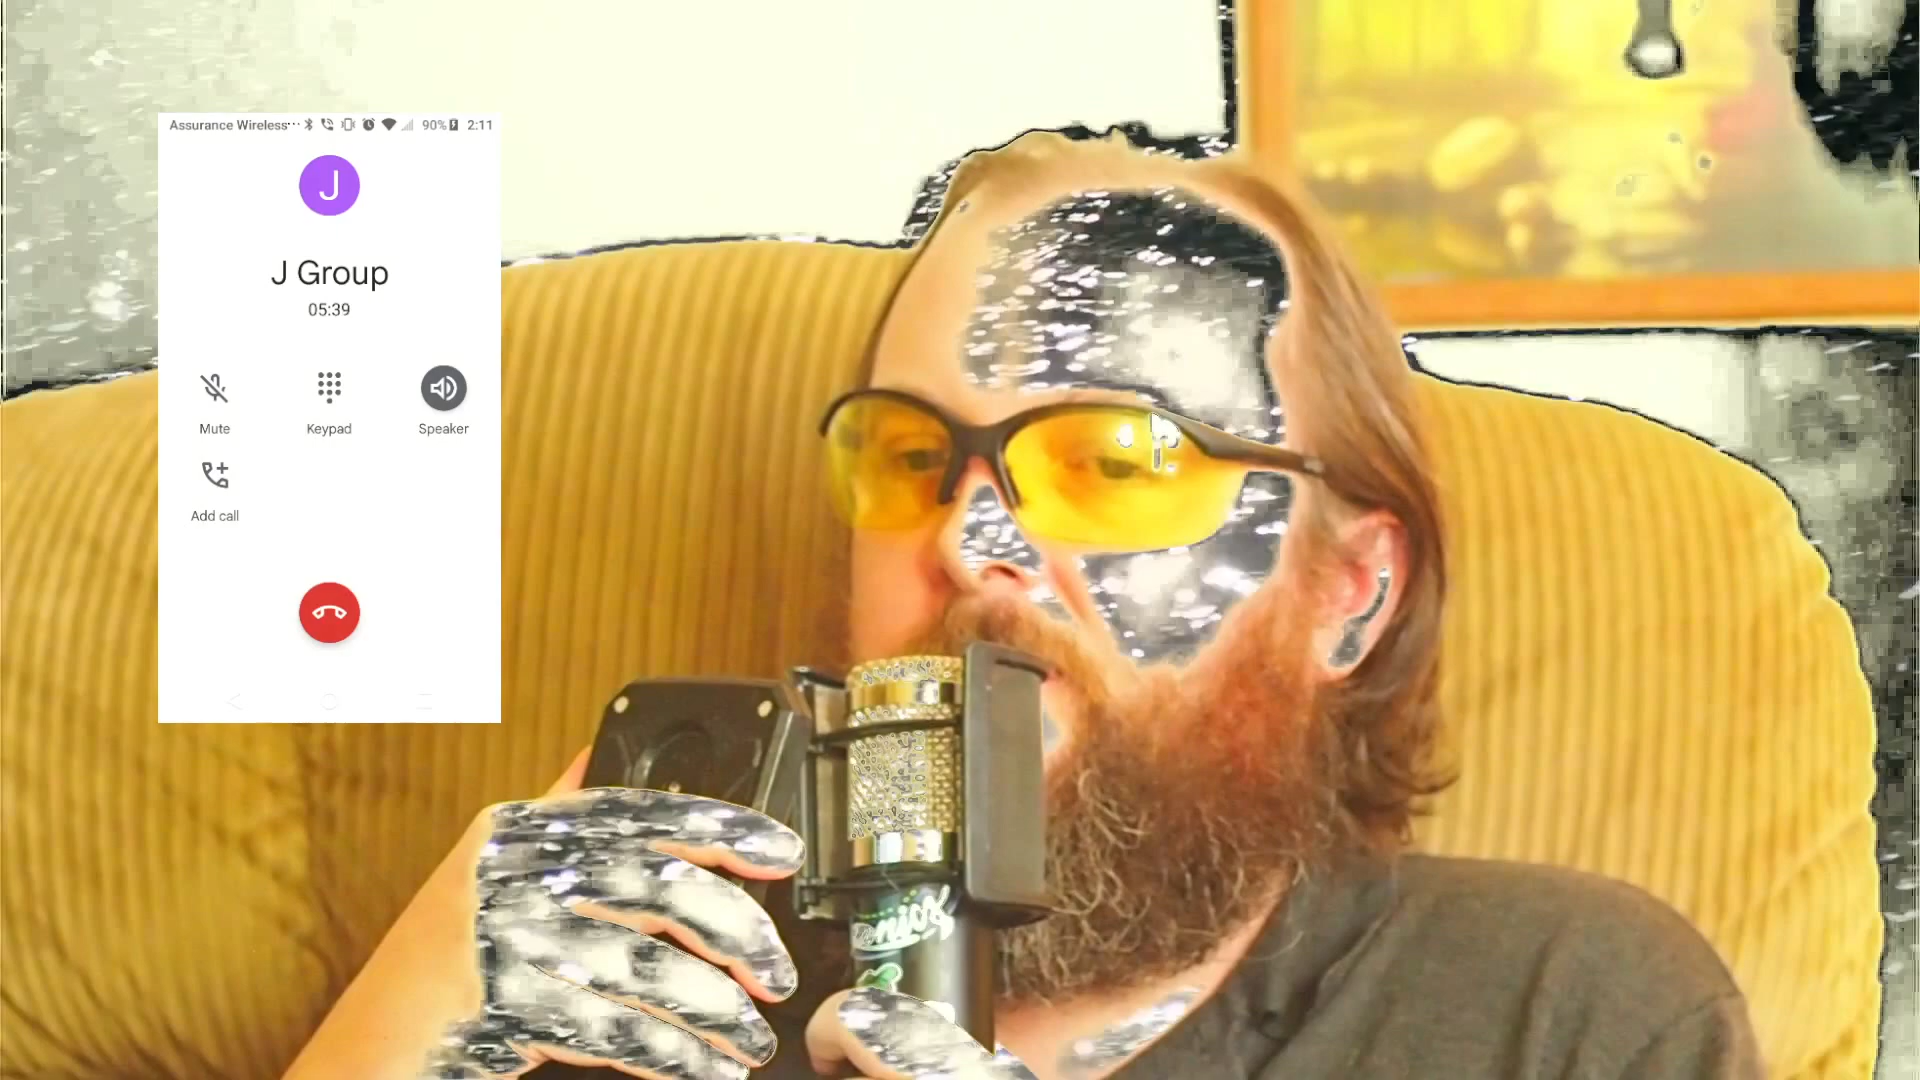 Assurance Wireless··· 90% 2:11
J
J Group
05:39
Mute
Keypad
Speaker
Add call